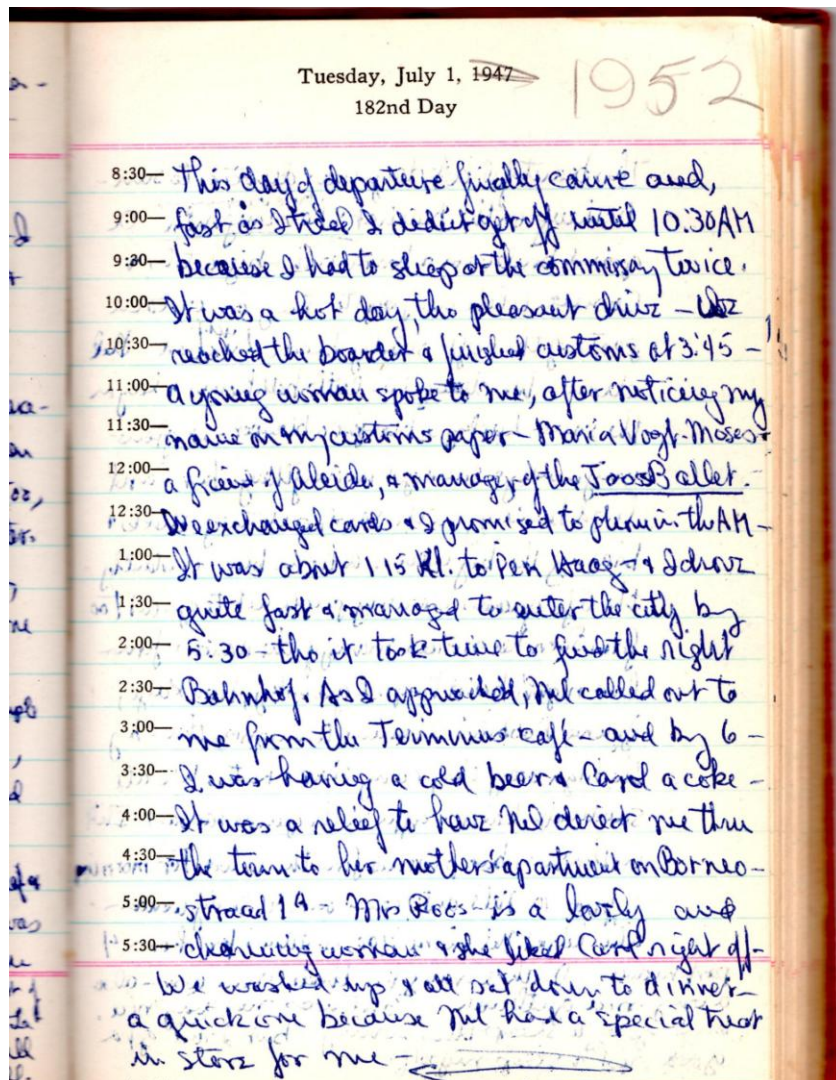 Tuesday, July 1, 1947 1952
182nd Day
8:30— This day of departure finally came and,
9:00— fast as I tried I didn't get off until 10:30 AM
9:30— because I had to shop at the commissay twice.
10:00— It was a hot day, tho pleasant drive — We
10:30— reached the boarder & finished customs at 3:45 —
11:00— a young woman spoke to me, after noticing my
11:30— name on my customs paper — Maria Vogt-Moses
12:00— a friend of Aleida, & manager of the Jooss Ballet.
12:30— We exchanged cards & I promised to phone in the AM —
1:00— It was about 115 Kl. to Den Haag — & I drove
1:30— quite fast & managed to enter the city by
2:00— 5:30 — tho it took time to find the right
2:30— Bahnhof. As I approached, Nel called out to
3:00— me from the Terminus café — and by 6 —
3:30— I was having a cold beer & Carol a coke —
4:00— It was a relief to have Nel direct me thru
4:30— the town to her mother's apartment on Borneo-
5:00— straad 1A — Mrs Roos is a lovely and
5:30— charming woman & she liked Carol right off —
We washed up & all sat down to dinner —
a quick one because Nel had a special treat
in store for me —